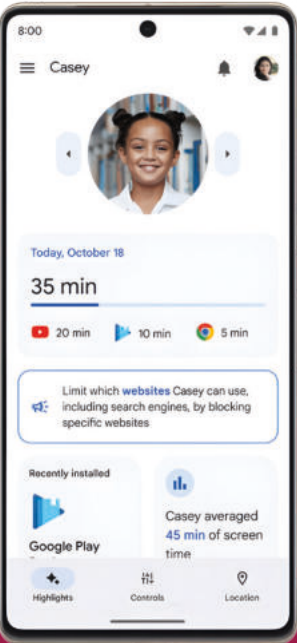 8:00
Casey
Today, October 18
35 min
20 min
10 min
5 min
Limit which websites Casey can use,
including search engines, by blocking
specific websites
Recently installed
Google Play
Casey averaged
45 min of screen
time
Highlights
Controls
Location